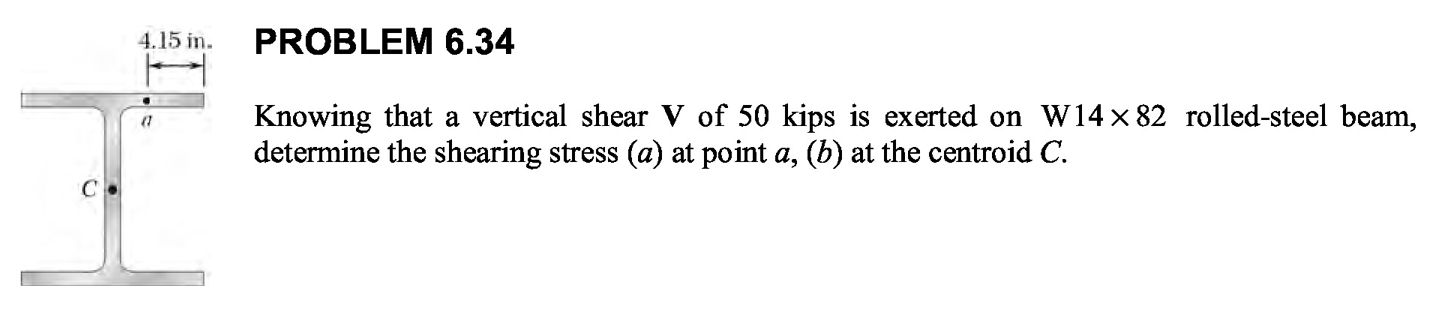 4.15 in.
PROBLEM 6.34
a
Knowing that a vertical shear V of 50 kips is exerted on W14 × 82 rolled-steel beam,
determine the shearing stress (a) at point a, (b) at the centroid C.
C